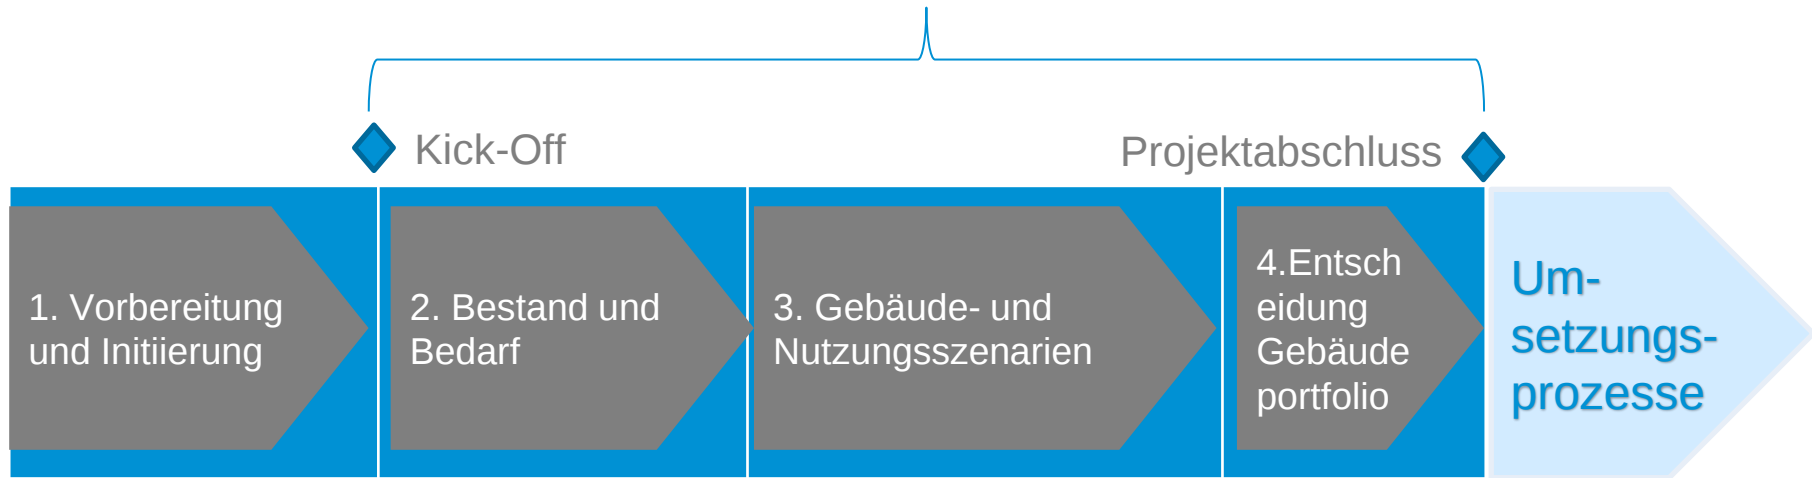 Kick-Off
Projektabschluss
1. Vorbereitung
und Initiierung
2. Bestand und
Bedarf
3. Gebäude- und
Nutzungsszenarien
4.Entsch
eidung
Gebäude
portfolio
Um-
setzungs-
prozesse